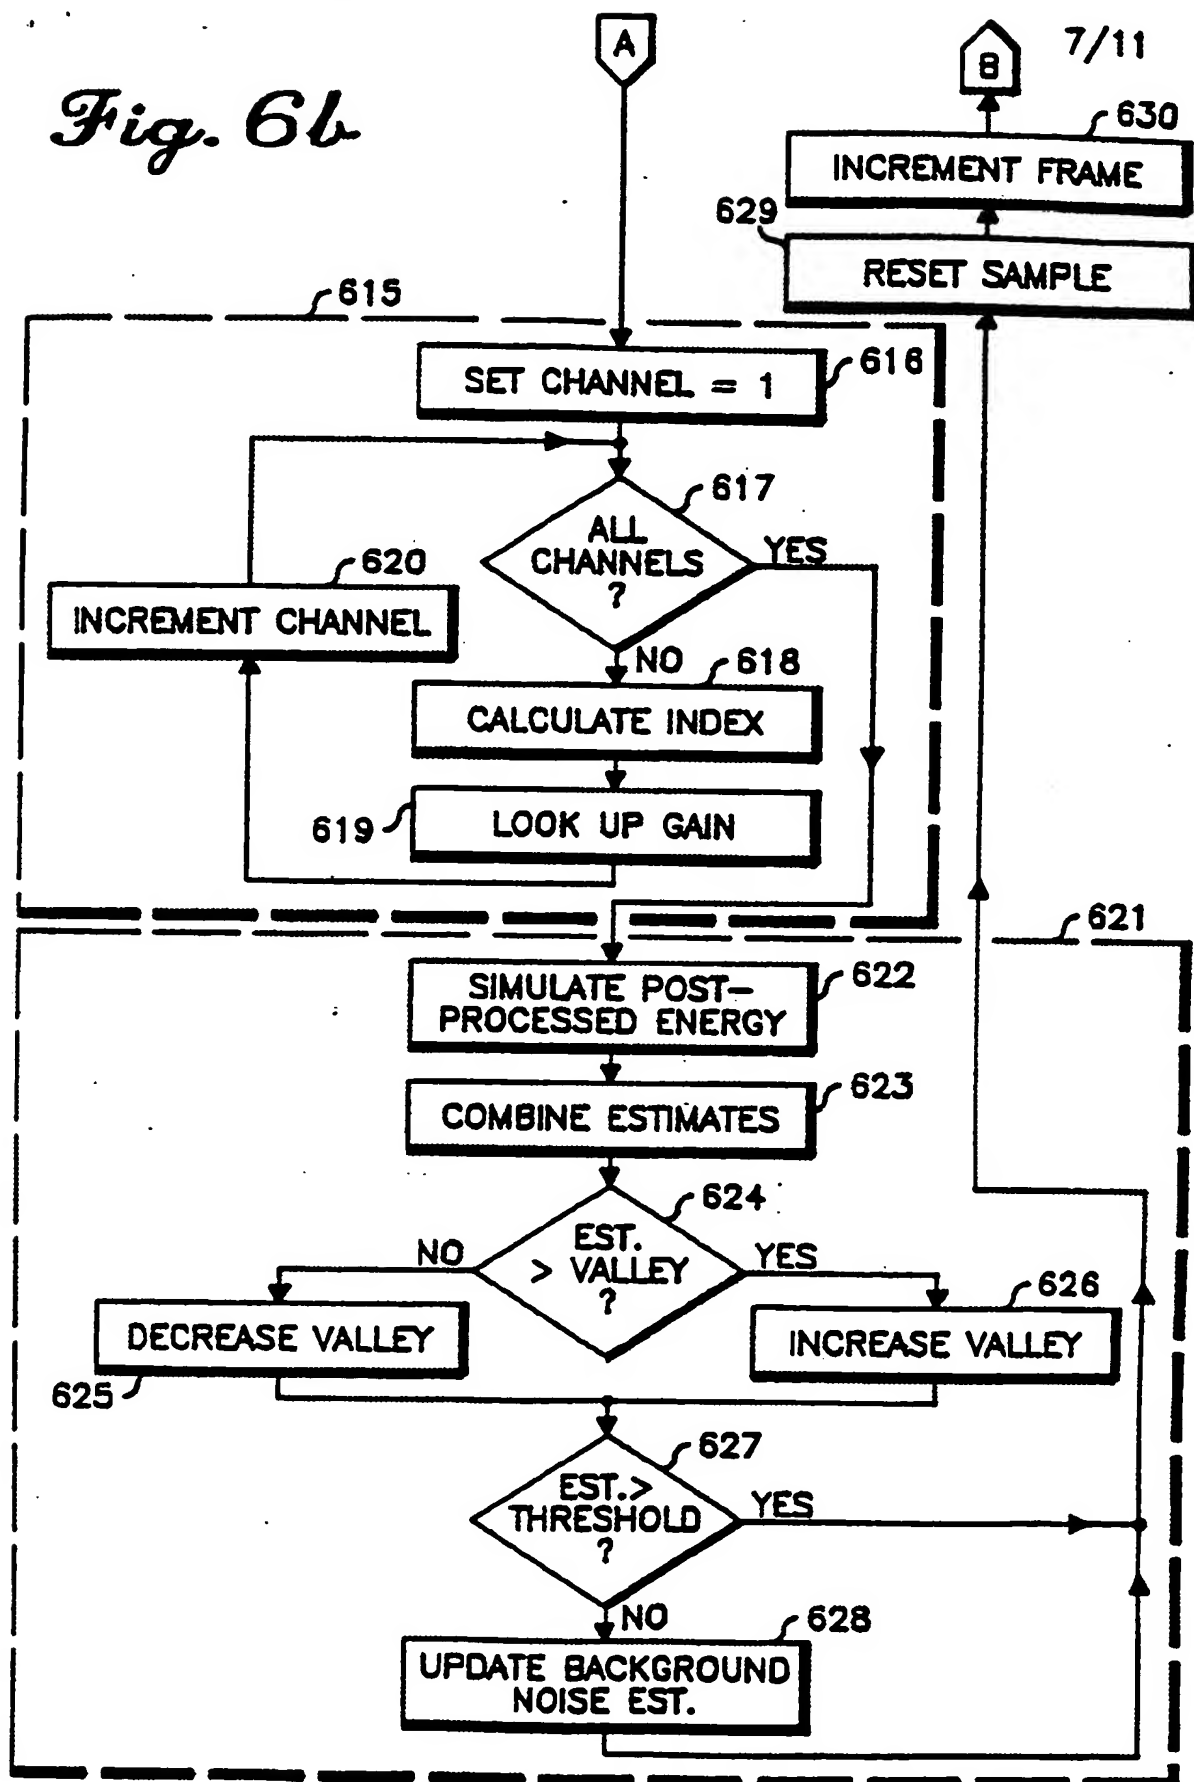 A
B
7/11
Fig. 6b
630
INCREMENT FRAME
629
RESET SAMPLE
615
SET CHANNEL = 1
616
617
ALL
CHANNELS
?
YES
620
INCREMENT CHANNEL
NO
618
CALCULATE INDEX
619
LOOK UP GAIN
621
SIMULATE POST-
PROCESSED ENERGY
622
COMBINE ESTIMATES
623
624
EST.
> VALLEY
?
NO
YES
DECREASE VALLEY
625
626
INCREASE VALLEY
627
EST.>
THRESHOLD
?
YES
NO
628
UPDATE BACKGROUND
NOISE EST.